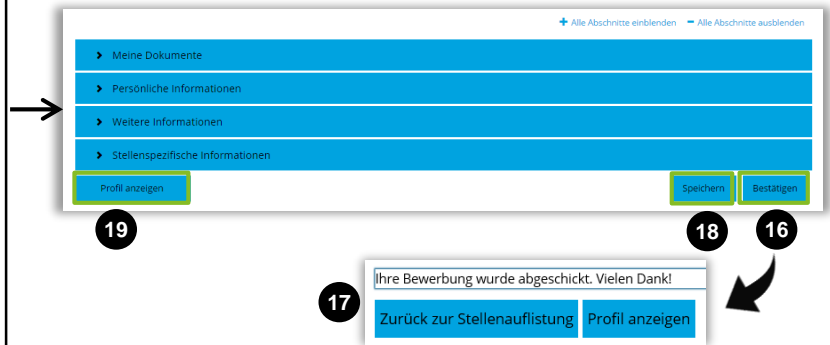 Alle Abschnitte einblenden Alle Abschnitte ausblenden
Meine Dokumente
Persönliche Informationen
Weitere Informationen
Stellenspezifische Informationen
Profil anzeigen Speichern Bestätigen
19 18 16
Ihre Bewerbung wurde abgeschickt. Vielen Dank!
17
Zurück zur Stellenauflistung Profil anzeigen